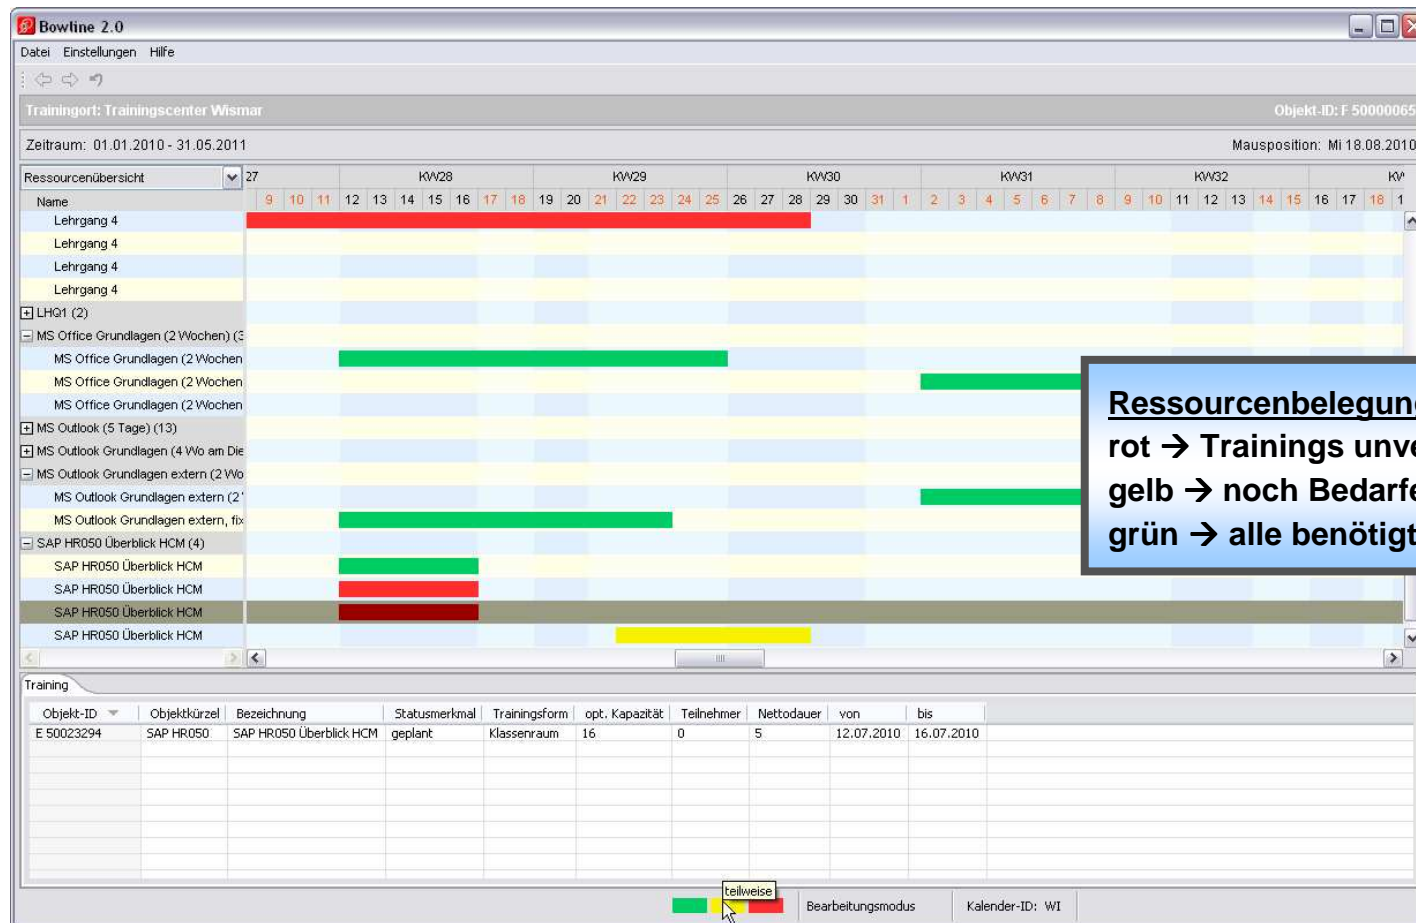 Bowline 2.0
Datei Einstellungen Hilfe
Trainingort: Trainingscenter Wismar Objekt-ID: F 50000065
Zeitraum: 01.01.2010 - 31.05.2011 Mausposition: Mi 18.08.2010
Ressourcenübersicht 27 KW28 KW29 KW30 KW31 KW32
Name 9 10 11 12 13 14 15 16 17 18 19 20 21 22 23 24 25 26 27 28 29 30 31 1 2 3 4 5 6 7 8 9 10 11 12 13 14 15 16 17 18 1
Lehrgang 4
Lehrgang 4
Lehrgang 4
Lehrgang 4
LHQ1 (2)
MS Office Grundlagen (2 Wochen) (3
MS Office Grundlagen (2 Wochen
MS Office Grundlagen (2 Wochen
MS Office Grundlagen (2 Wochen
MS Outlook (5 Tage) (13)
MS Outlook Grundlagen (4 Wo am Die
MS Outlook Grundlagen extern (2 Wo
MS Outlook Grundlagen extern (2
MS Outlook Grundlagen extern, fix
SAP HR050 Überblick HCM (4)
SAP HR050 Überblick HCM
SAP HR050 Überblick HCM
SAP HR050 Überblick HCM
SAP HR050 Überblick HCM
Ressourcenbelegun
rot → Trainings unve
gelb → noch Bedarfe
grün → alle benötigt
Training
Objekt-ID Objektkürzel Bezeichnung Statusmerkmal Trainingsform opt. Kapazität Teilnehmer Nettodauer von bis
E 50023294 SAP HR050 SAP HR050 Überblick HCM geplant Klassenraum 16 0 5 12.07.2010 16.07.2010
teilweise
Bearbeitungsmodus Kalender-ID: WI